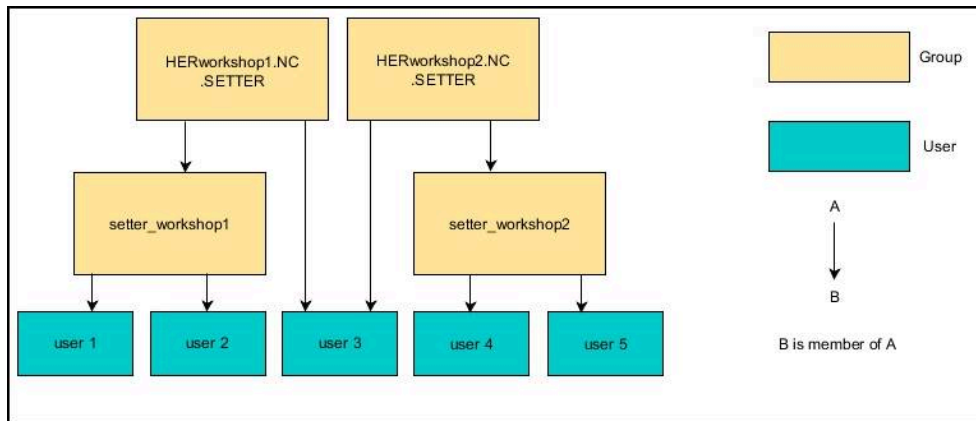 HERworkshop1.NC
.SETTER
HERworkshop2.NC
.SETTER
Group
User
setter_workshop1
setter_workshop2
A
B
user 1
user 2
user 3
user 4
user 5
B is member of A